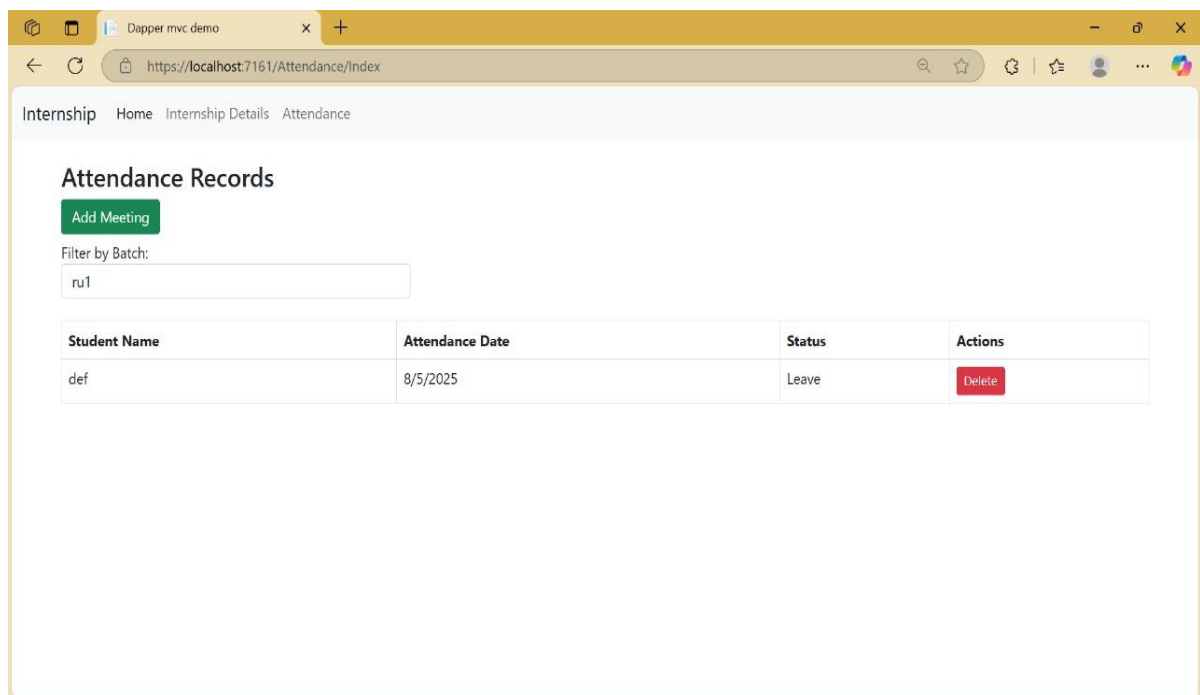 Dapper mvc demo
https://localhost:7161/Attendance/Index
Internship Home Internship Details Attendance
Attendance Records
Add Meeting
Filter by Batch:
ru1
Student Name Attendance Date Status Actions
def 8/5/2025 Leave Delete